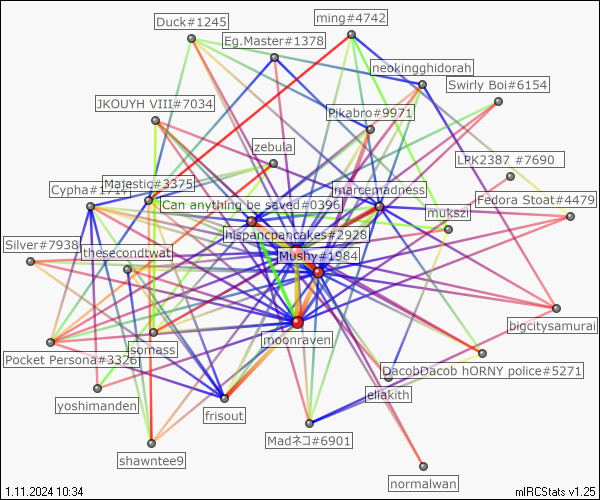 Duck#1245
ming#4742
Eg.Master#1378
neokingghidorah
Swirly Boi#6154
JKOUYH VIII#7034
Pikabro#9971
zebula
LPK2387 #7690
Majestic#3375
marcemadness
Fedora Stoat#4479
Can anything be saved#0396
mukszi
hispancpancakes#2928
Silver#7938
thesecondtwat
Mushy#1984
bigcitysamurai
moonraven
somass
Pocket Persona#3326
DacobDacob hORNY police#5271
eliakith
yoshimanden
frisout
Madネコ#6901
shawntee9
normalwan
1.11.2024 10:34
mIRCStats v1.25